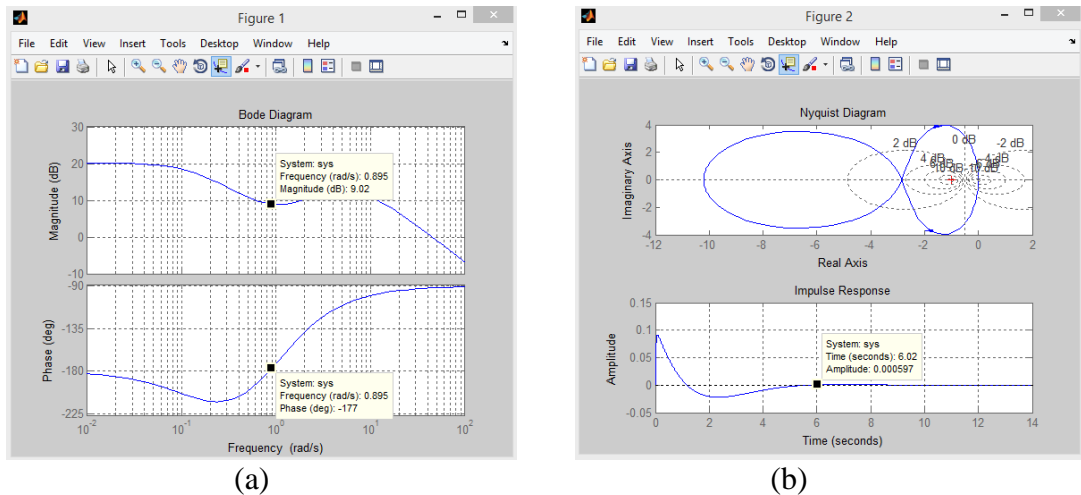 Figure 1
File Edit View Insert Tools Desktop Window Help
Bode Diagram
Magnitude (dB)
30
20
10
0
-10
System: sys
Frequency (rad/s): 0.895
Magnitude (dB): 9.02
Phase (deg)
-90
-135
-180
-225
System: sys
Frequency (rad/s): 0.895
Phase (deg): -177
10^-2 10^-1 10^0 10^1 10^2
Frequency (rad/s)
(a)
Figure 2
File Edit View Insert Tools Desktop Window Help
Nyquist Diagram
Imaginary Axis
4
2
0
-2
-4
2 dB 0 dB -2 dB
4 dB -4 dB
-12 -10 -8 -6 -4 -2 0 2
Real Axis
Impulse Response
Amplitude
0.15
0.1
0.05
0
-0.05
System: sys
Time (seconds): 6.02
Amplitude: 0.000597
0 2 4 6 8 10 12 14
Time (seconds)
(b)